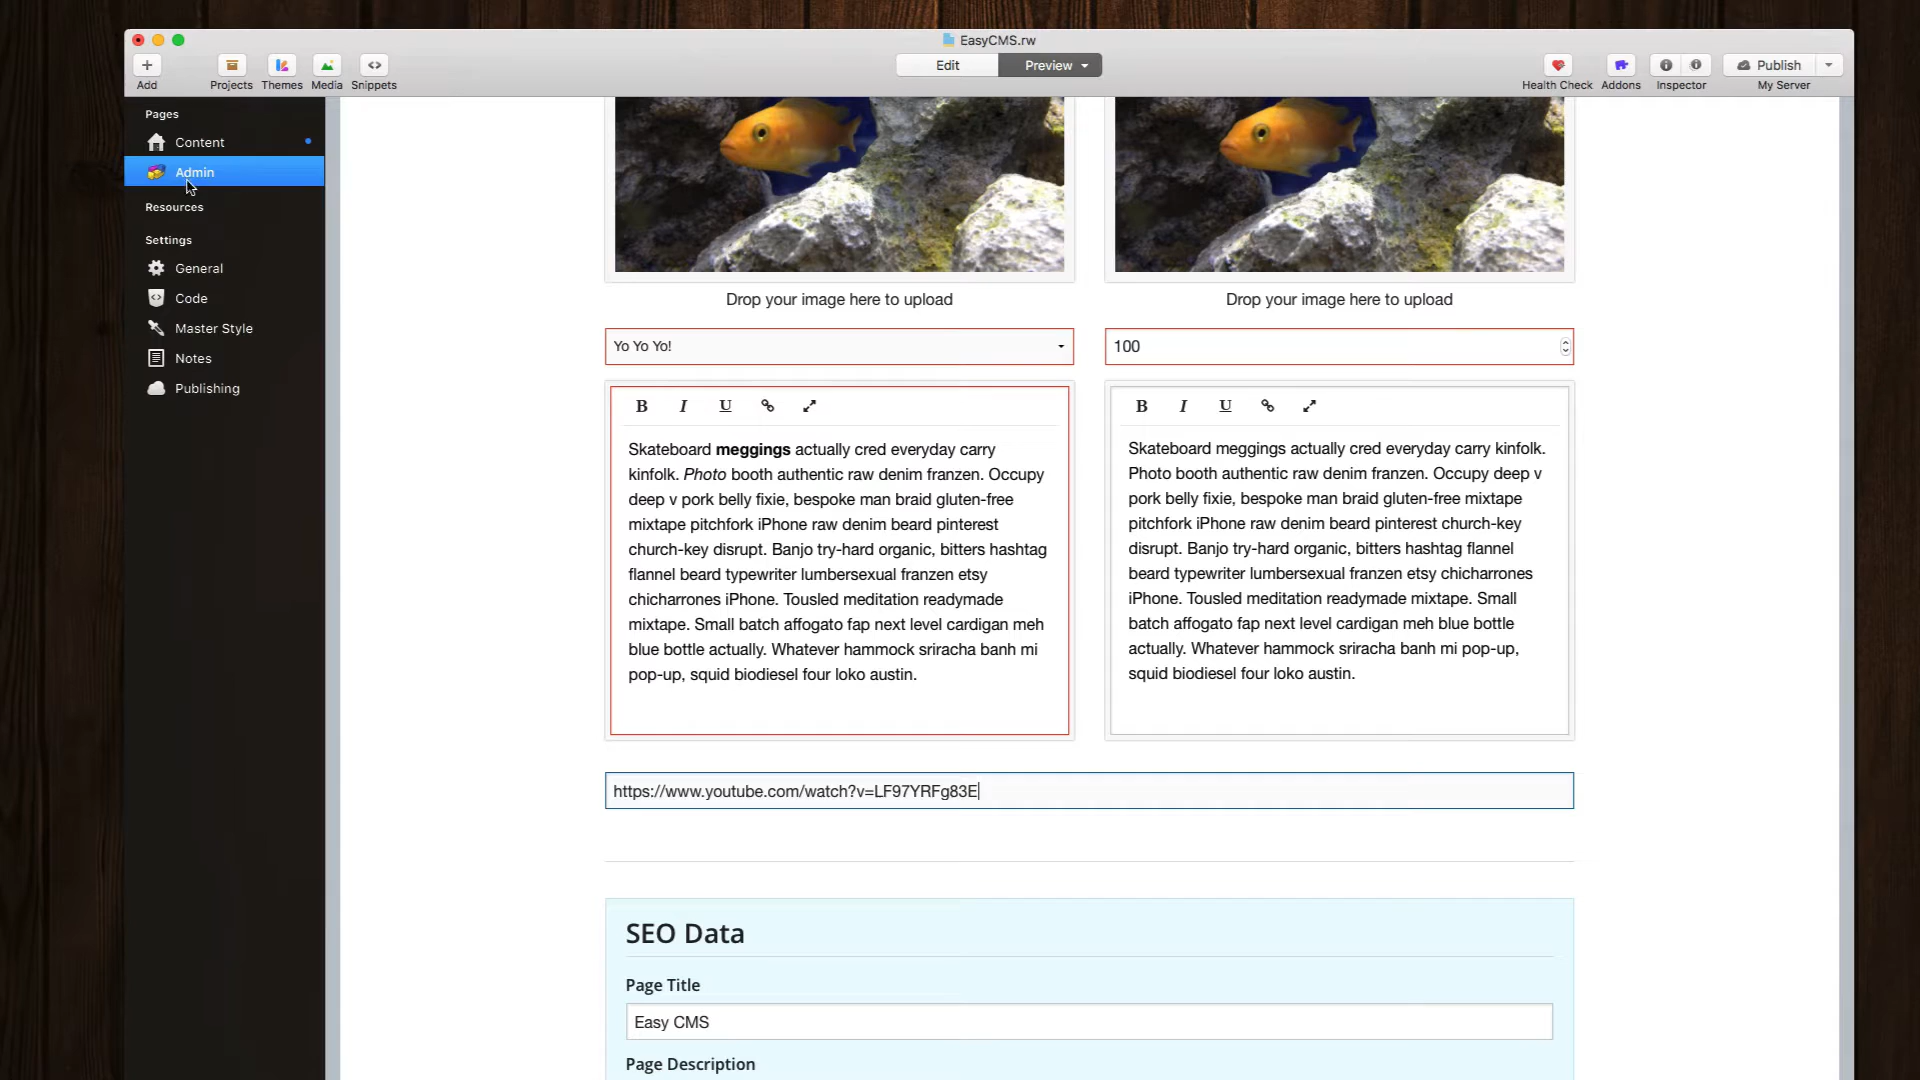 EasyCMS.rw
Edit
Preview
Add
Projects
Themes
Media
Snippets
Health Check
Addons
Inspector
Publish
My Server
Pages
Content
Admin
Resources
Settings
General
Code
Master Style
Notes
Publishing
Drop your image here to upload
Drop your image here to upload
Yo Yo Yo!
100
B I U
Skateboard meggings actually cred everyday carry
kinfolk. Photo booth authentic raw denim franzen. Occupy
deep v pork belly fixie, bespoke man braid gluten-free
mixtape pitchfork iPhone raw denim beard pinterest
church-key disrupt. Banjo try-hard organic, bitters hashtag
flannel beard typewriter lumbersexual franzen etsy
chicharrones iPhone. Tousled meditation readymade
mixtape. Small batch affogato fap next level cardigan meh
blue bottle actually. Whatever hammock sriracha banh mi
pop-up, squid biodiesel four loko austin.
B I U
Skateboard meggings actually cred everyday carry kinfolk.
Photo booth authentic raw denim franzen. Occupy deep v
pork belly fixie, bespoke man braid gluten-free mixtape
pitchfork iPhone raw denim beard pinterest church-key
disrupt. Banjo try-hard organic, bitters hashtag flannel
beard typewriter lumbersexual franzen etsy chicharrones
iPhone. Tousled meditation readymade mixtape. Small
batch affogato fap next level cardigan meh blue bottle
actually. Whatever hammock sriracha banh mi pop-up,
squid biodiesel four loko austin.
https://www.youtube.com/watch?v=LF97YRFg83E
SEO Data
Page Title
Easy CMS
Page Description